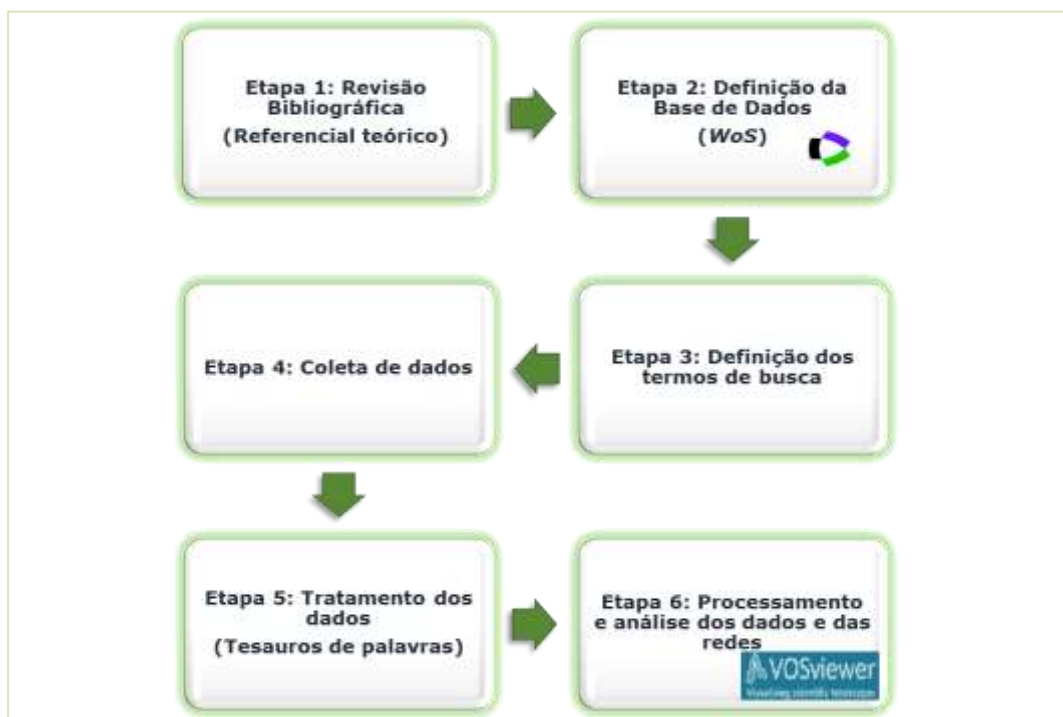 Etapa 1: Revisão
Bibliográfica
(Referencial teórico)
Etapa 2: Definição da
Base de Dados
(WoS)
Etapa 3: Definição dos
termos de busca
Etapa 4: Coleta de dados
Etapa 5: Tratamento dos
dados
(Tesauros de palavras)
Etapa 6: Processamento
e análise dos dados e das
redes
VOSviewer